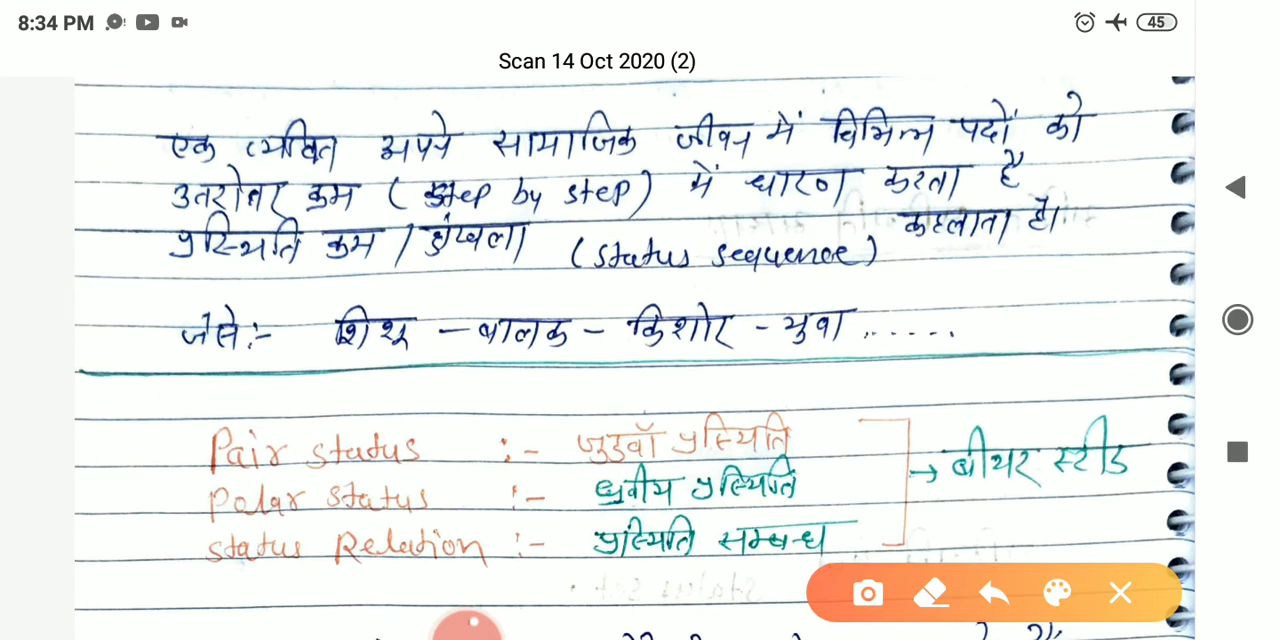 8:34 PM
45
Scan 14 Oct 2020 (2)
एक व्यक्ति अपने सामाजिक जीवन में विभिन्न पदों को
उतरोत्तर क्रम ( step by step ) में धारण करता है
प्रस्थिति क्रम / श्रृंखला (status sequence) कहलाता है।
जैसे:- शिशु - बालक - किशोर - युवा ......
Pair status :- जुड़वाँ प्रस्थिति
Polar status :- ध्रुवीय प्रस्थिति
→ बीयर स्टीड
Status Relation :- प्रस्थिति सम्बन्ध